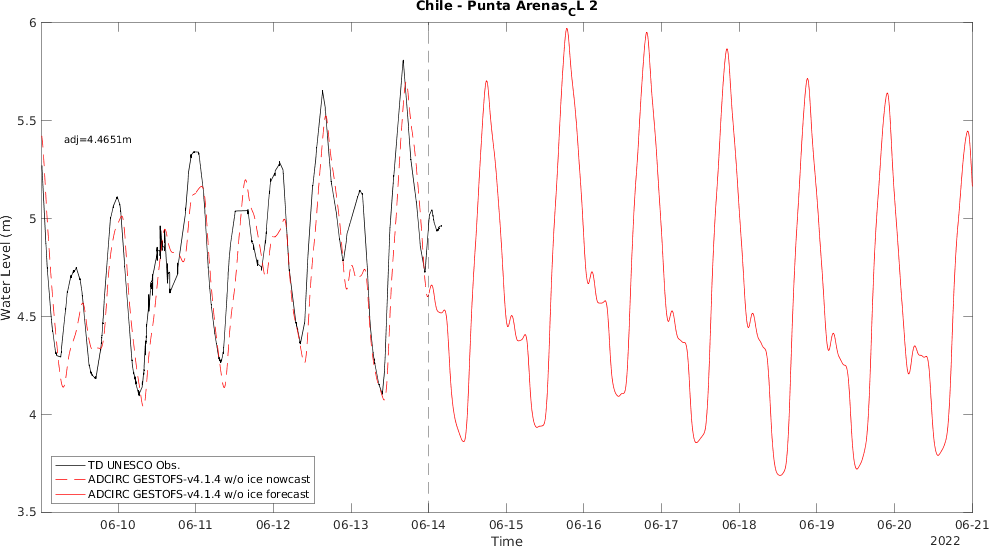 Chile - Punta Arenas_CL 2
6
5.5
5
4.5
4
3.5
Water Level (m)
adj=4.4651m
TD UNESCO Obs.
ADCIRC GESTOFS-v4.1.4 w/o ice nowcast
ADCIRC GESTOFS-v4.1.4 w/o ice forecast
06-10 06-11 06-12 06-13 06-14 06-15 06-16 06-17 06-18 06-19 06-20 06-21
Time
2022